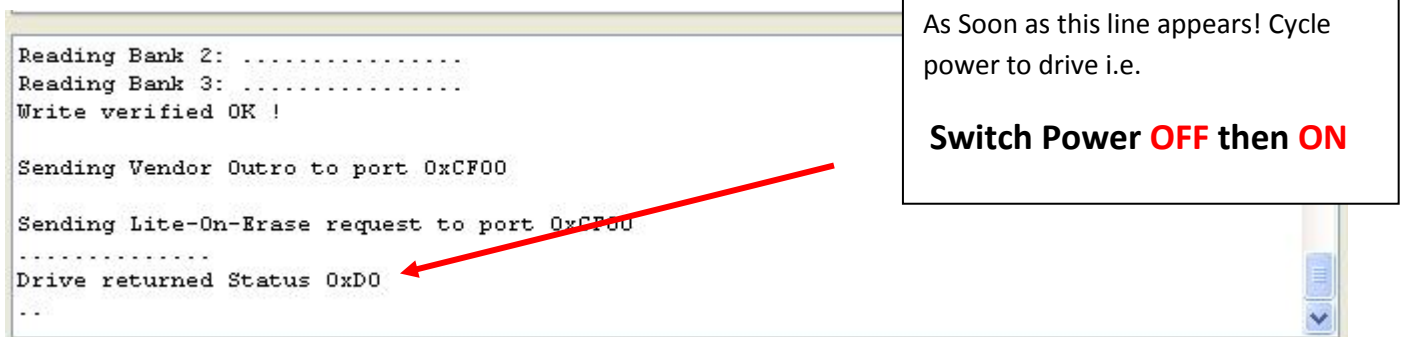 Reading Bank 2: ................
Reading Bank 3: ................
Write verified OK !
Sending Vendor Outro to port 0xCF00
Sending Lite-On-Erase request to port 0xCF00
..............
Drive returned Status 0xD0
..
As Soon as this line appears! Cycle
power to drive i.e.
Switch Power OFF then ON